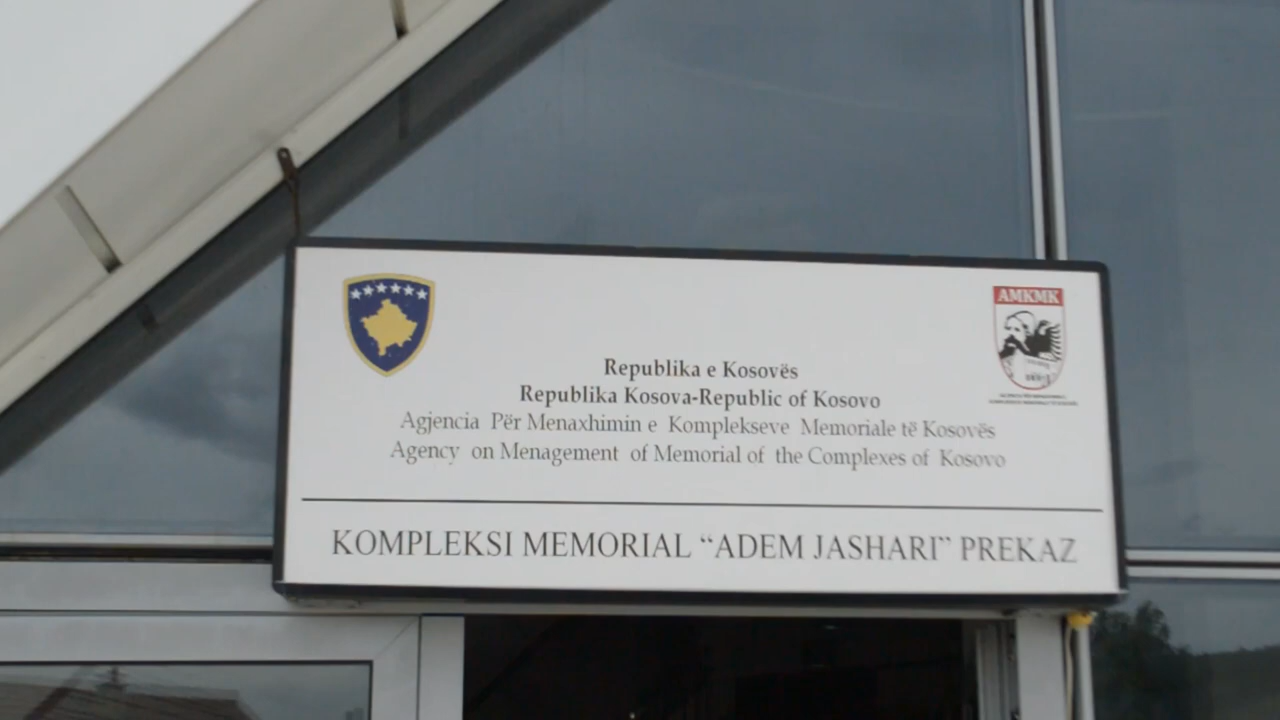 AMKMK
Republika e Kosovës
Republika Kosova-Republic of Kosovo
Agjencia Për Menaxhimin e Komplekseve Memoriale të Kosovës
Agency on Menagement of Memorial of the Complexes of Kosovo
KOMPLEKSI MEMORIAL “ADEM JASHARI” PREKAZ